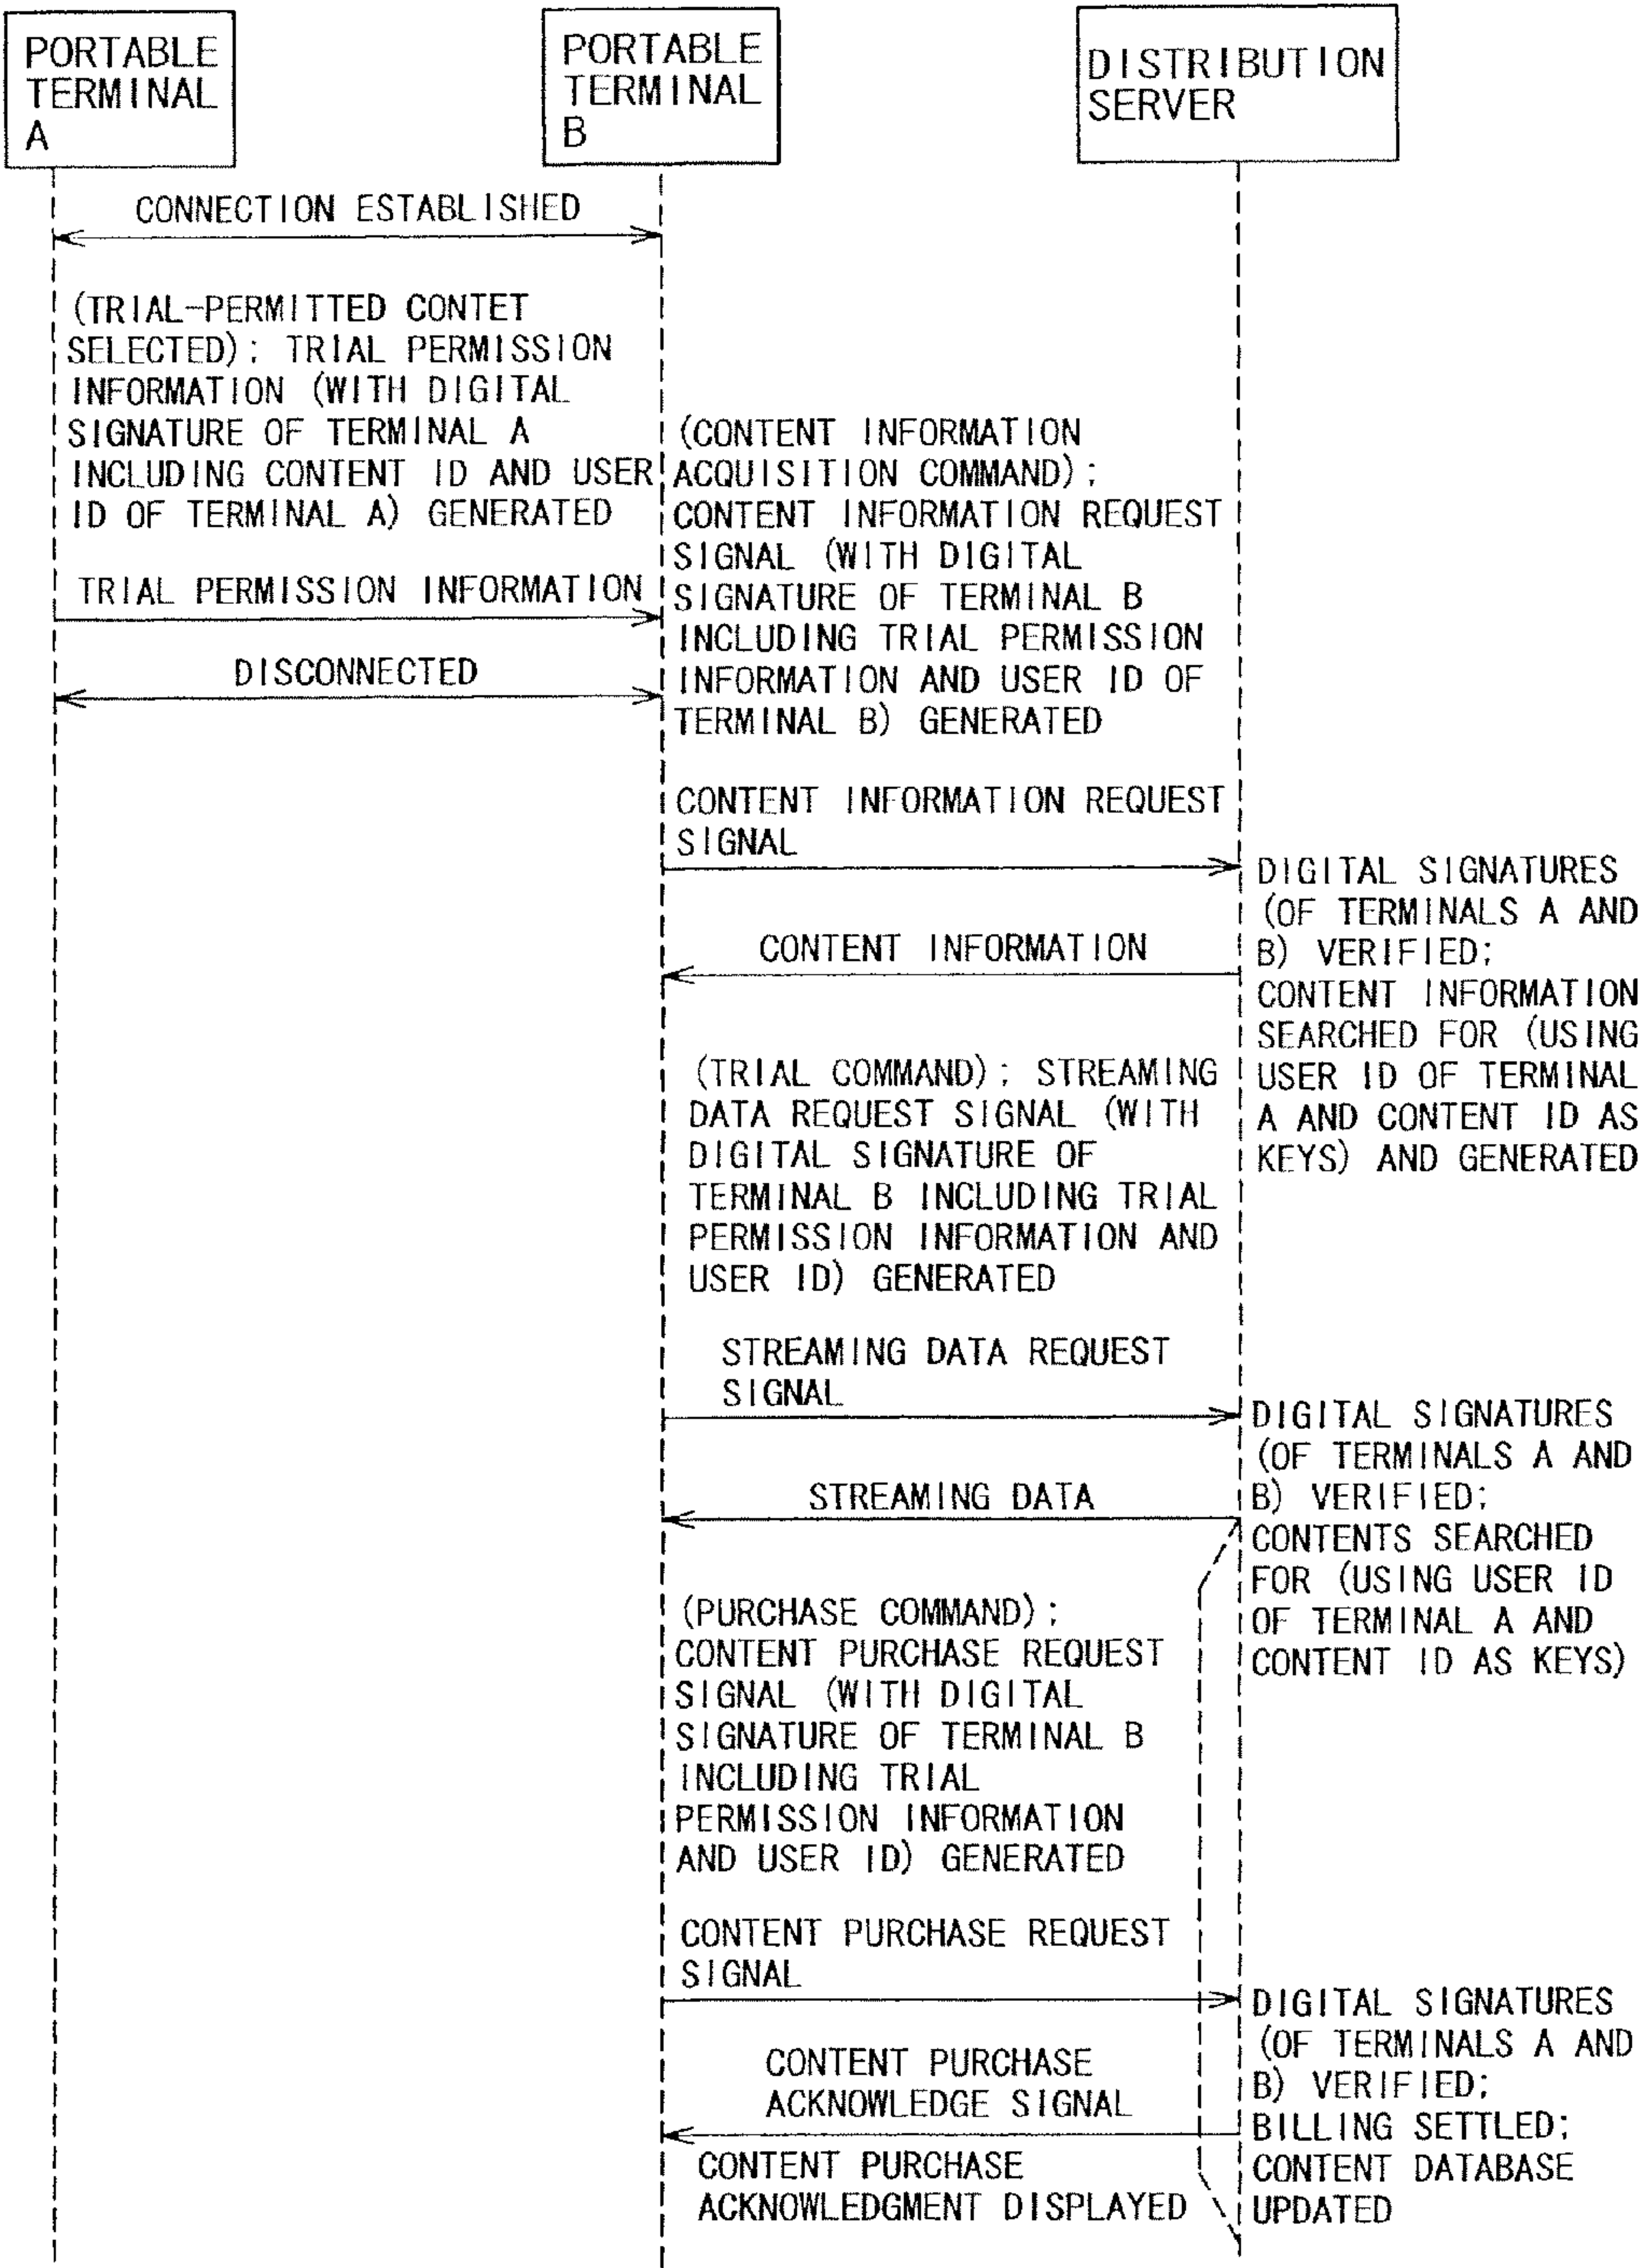 PORTABLE
TERMINAL
A
PORTABLE
TERMINAL
B
DISTRIBUTION
SERVER
CONNECTION ESTABLISHED
(TRIAL-PERMITTED CONTET
SELECTED); TRIAL PERMISSION
INFORMATION (WITH DIGITAL
SIGNATURE OF TERMINAL A
INCLUDING CONTENT ID AND USER
ID OF TERMINAL A) GENERATED
TRIAL PERMISSION INFORMATION
DISCONNECTED
(CONTENT INFORMATION
ACQUISITION COMMAND);
CONTENT INFORMATION REQUEST
SIGNAL (WITH DIGITAL
SIGNATURE OF TERMINAL B
INCLUDING TRIAL PERMISSION
INFORMATION AND USER ID OF
TERMINAL B) GENERATED
CONTENT INFORMATION REQUEST
SIGNAL
DIGITAL SIGNATURES
(OF TERMINALS A AND
B) VERIFIED;
CONTENT INFORMATION
SEARCHED FOR (USING
USER ID OF TERMINAL
A AND CONTENT ID AS
KEYS) AND GENERATED
CONTENT INFORMATION
(TRIAL COMMAND); STREAMING
DATA REQUEST SIGNAL (WITH
DIGITAL SIGNATURE OF
TERMINAL B INCLUDING TRIAL
PERMISSION INFORMATION AND
USER ID) GENERATED
STREAMING DATA REQUEST
SIGNAL
DIGITAL SIGNATURES
(OF TERMINALS A AND
B) VERIFIED;
CONTENTS SEARCHED
FOR (USING USER ID
OF TERMINAL A AND
CONTENT ID AS KEYS)
STREAMING DATA
(PURCHASE COMMAND);
CONTENT PURCHASE REQUEST
SIGNAL (WITH DIGITAL
SIGNATURE OF TERMINAL B
INCLUDING TRIAL
PERMISSION INFORMATION
AND USER ID) GENERATED
CONTENT PURCHASE REQUEST
SIGNAL
DIGITAL SIGNATURES
(OF TERMINALS A AND
B) VERIFIED;
BILLING SETTLED;
CONTENT DATABASE
UPDATED
CONTENT PURCHASE
ACKNOWLEDGE SIGNAL
CONTENT PURCHASE
ACKNOWLEDGMENT DISPLAYED